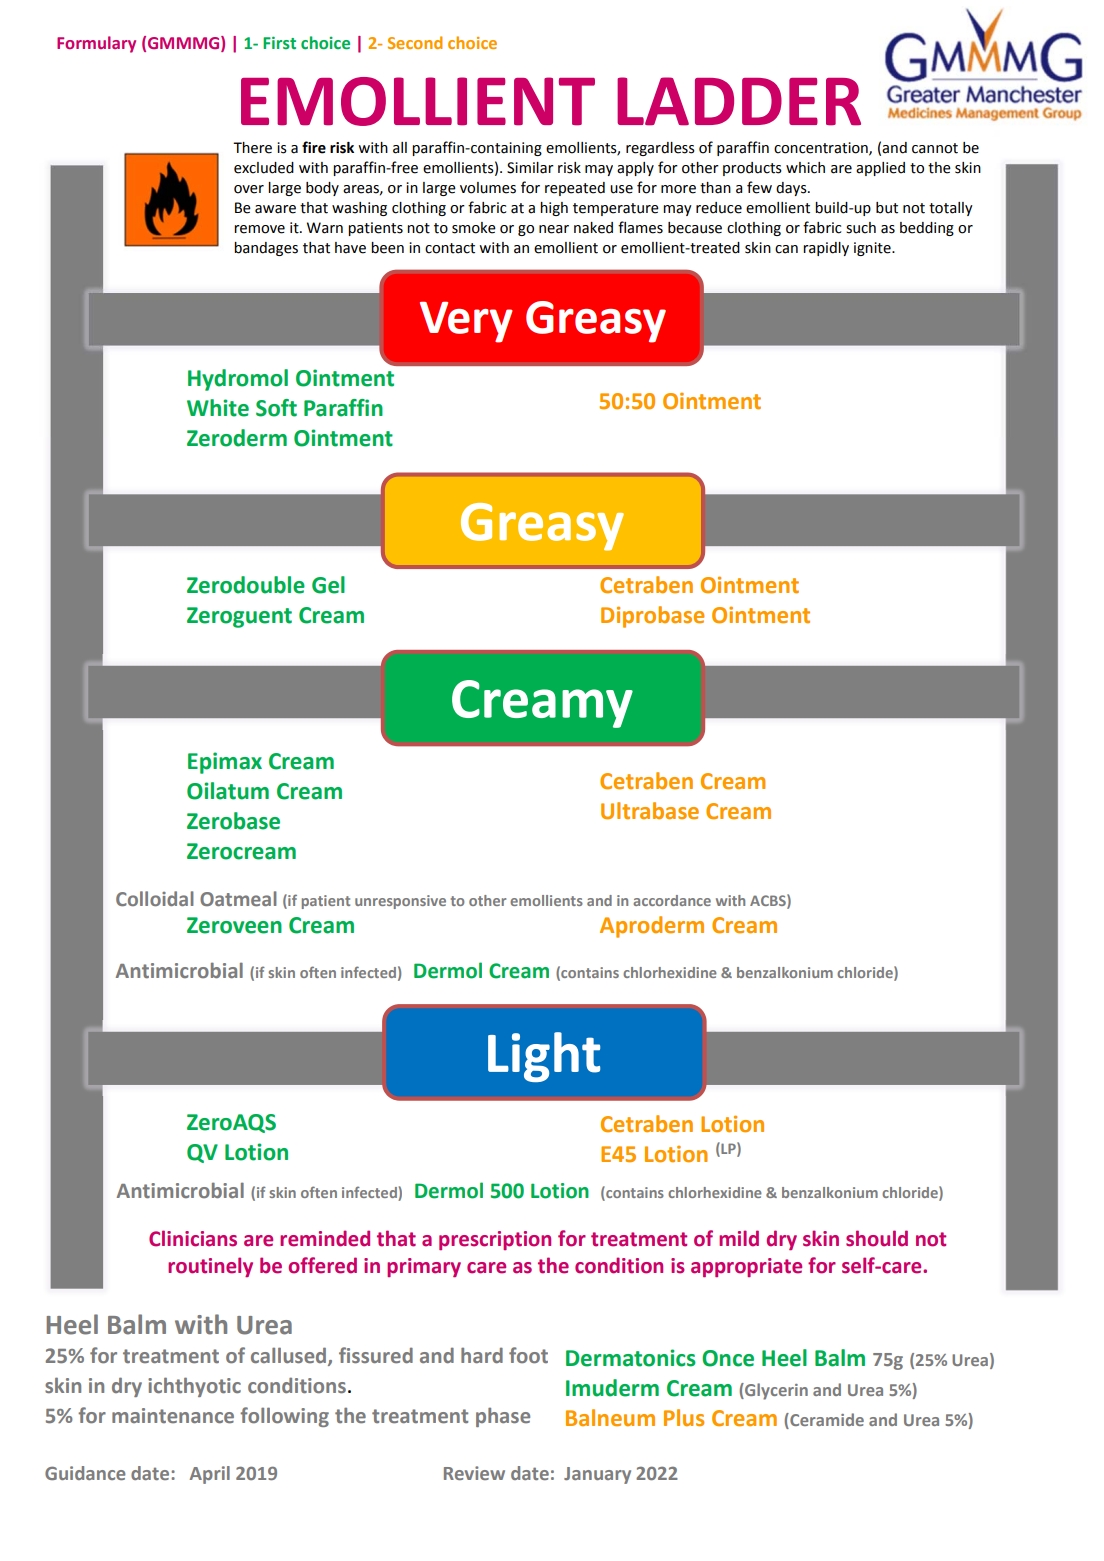 Formulary (GMMMG) | 1- First choice | 2- Second choice
GMMMG
Greater Manchester
Medicines Management Group
EMOLLIENT LADDER
There is a fire risk with all paraffin-containing emollients, regardless of paraffin concentration, (and cannot be
excluded with paraffin-free emollients). Similar risk may apply for other products which are applied to the skin
over large body areas, or in large volumes for repeated use for more than a few days.
Be aware that washing clothing or fabric at a high temperature may reduce emollient build-up but not totally
remove it. Warn patients not to smoke or go near naked flames because clothing or fabric such as bedding or
bandages that have been in contact with an emollient or emollient-treated skin can rapidly ignite.
Very Greasy
Hydromol Ointment
White Soft Paraffin
Zeroderm Ointment
50:50 Ointment
Greasy
Zerodouble Gel
Zeroguent Cream
Cetraben Ointment
Diprobase Ointment
Creamy
Epimax Cream
Oilatum Cream
Zerobase
Zerocream
Cetraben Cream
Ultrabase Cream
Colloidal Oatmeal (if patient unresponsive to other emollients and in accordance with ACBS)
Zeroveen Cream
Aproderm Cream
Antimicrobial (if skin often infected) Dermol Cream (contains chlorhexidine & benzalkonium chloride)
Light
ZeroAQS
QV Lotion
Cetraben Lotion
E45 Lotion (LP)
Antimicrobial (if skin often infected) Dermol 500 Lotion (contains chlorhexidine & benzalkonium chloride)
Clinicians are reminded that a prescription for treatment of mild dry skin should not
routinely be offered in primary care as the condition is appropriate for self-care.
Heel Balm with Urea
25% for treatment of callused, fissured and hard foot
skin in dry ichthyotic conditions.
5% for maintenance following the treatment phase
Dermatonics Once Heel Balm 75g (25% Urea)
Imuderm Cream (Glycerin and Urea 5%)
Balneum Plus Cream (Ceramide and Urea 5%)
Guidance date: April 2019
Review date: January 2022